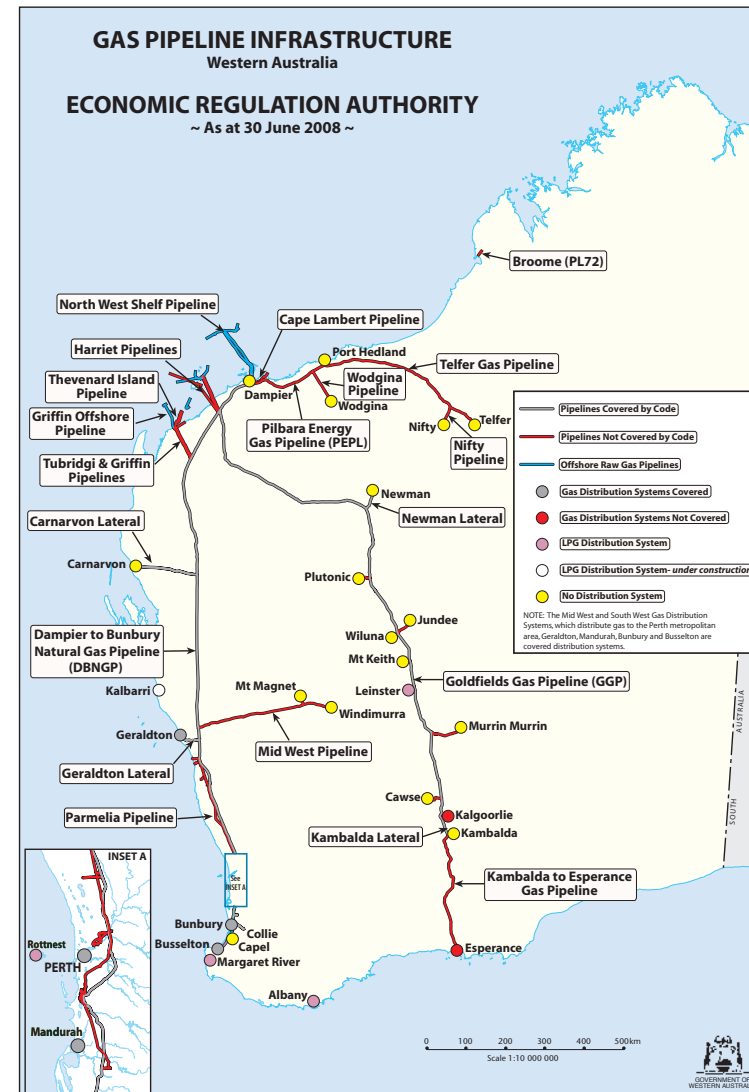 GAS PIPELINE INFRASTRUCTURE
Western Australia
ECONOMIC REGULATION AUTHORITY
~ As at 30 June 2008 ~
Broome (PL72)
North West Shelf Pipeline
Cape Lambert Pipeline
Harriet Pipelines
Port Hedland
Telfer Gas Pipeline
Thevenard Island
Pipeline
Wodgina
Pipeline
Dampier
Wodgina
Griffin Offshore
Pipeline
Pilbara Energy
Gas Pipeline (PEPL)
Nifty
Telfer
Nifty
Pipeline
Tubridgi & Griffin
Pipelines
Pipelines Covered by Code
Pipelines Not Covered by Code
Offshore Raw Gas Pipelines
Gas Distribution Systems Covered
Gas Distribution Systems Not Covered
LPG Distribution System
LPG Distribution System- under construction
No Distribution System
NOTE: The Mid West and South West Gas Distribution
Systems, which distribute gas to the Perth metropolitan
area, Geraldton, Mandurah, Bunbury and Busselton are
covered distribution systems.
Newman
Newman Lateral
Carnarvon Lateral
Carnarvon
Plutonic
Jundee
Wiluna
Mt Keith
Dampier to Bunbury
Natural Gas Pipeline
(DBNGP)
Leinster
Goldfields Gas Pipeline (GGP)
Kalbarri
Mt Magnet
Windimurra
Murrin Murrin
Geraldton
Mid West Pipeline
Geraldton Lateral
Cawse
Parmelia Pipeline
Kalgoorlie
Kambalda Lateral
Kambalda
AUSTRALIA
SOUTH
INSET A
See
INSET A
Kambalda to Esperance
Gas Pipeline
Bunbury
Collie
Busselton
Capel
Margaret River
Esperance
Albany
Rottnest
PERTH
Mandurah
0 100 200 300 400 500km
Scale 1:10 000 000
GOVERNMENT OF
WESTERN AUSTRALIA